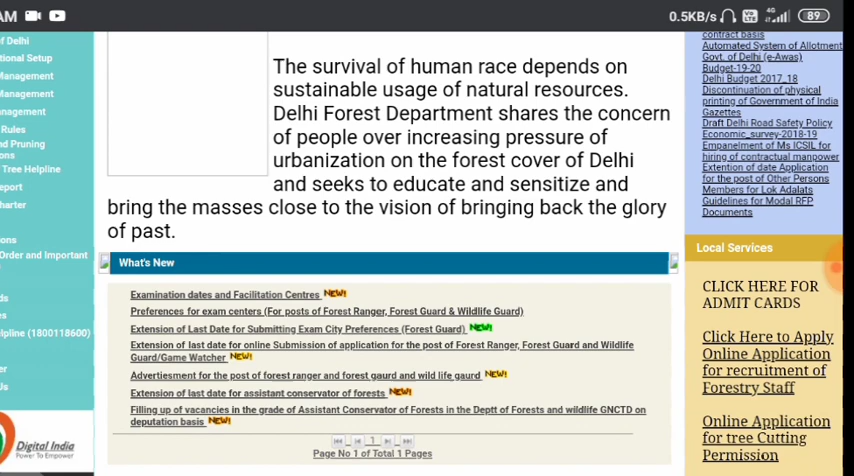 AM
0.5KB/s
4G
89
of Delhi
tional Setup
Management
Management
anagement
Rules
nd Pruning
ons
Tree Helpline
eport
harter
ons
Order and Important
ds
es
elpline (1800118600)
er
Us
Digital India
Power To Empower
The survival of human race depends on
sustainable usage of natural resources.
Delhi Forest Department shares the concern
of people over increasing pressure of
urbanization on the forest cover of Delhi
and seeks to educate and sensitize and
bring the masses close to the vision of bringing back the glory
of past.
What's New
Examination dates and Facilitation Centres NEW!
Preferences for exam centers (For posts of Forest Ranger, Forest Guard & Wildlife Guard)
Extension of Last Date for Submitting Exam City Preferences (Forest Guard) NEW!
Extension of last date for online Submission of application for the post of Forest Ranger, Forest Guard and Wildlife
Guard/Game Watcher NEW!
Advertiesment for the post of forest ranger and forest gaurd and wild life gaurd NEW!
Extension of last date for assistant conservator of forests NEW!
Filling up of vacancies in the grade of Assistant Conservator of Forests in the Deptt of Forests and wildlife GNCTD on
deputation basis NEW!
1
Page No 1 of Total 1 Pages
contract basis
Automated System of Allotment
Govt. of Delhi (e-Awas)
Budget-19-20
Delhi Budget 2017_18
Discontinuation of physical
printing of Government of India
Gazettes
Draft Delhi Road Safety Policy
Economic_survey-2018-19
Empanelment of Ms ICSIL for
hiring of contractual manpower
Extention of date Application
for the post of Other Persons
Members for Lok Adalats
Guidelines for Modal RFP
Documents
Local Services
CLICK HERE FOR
ADMIT CARDS
Click Here to Apply
Online Application
for recruitment of
Forestry Staff
Online Application
for tree Cutting
Permission